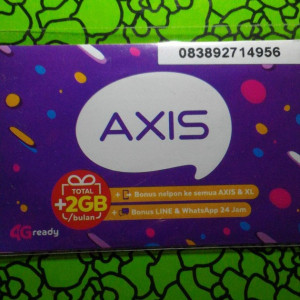 083892714956
AXIS
TOTAL
+2GB
/bulan
+ Bonus nelpon ke semua AXIS & XL
+ Bonus LINE & WhatsApp 24 Jam
4G ready